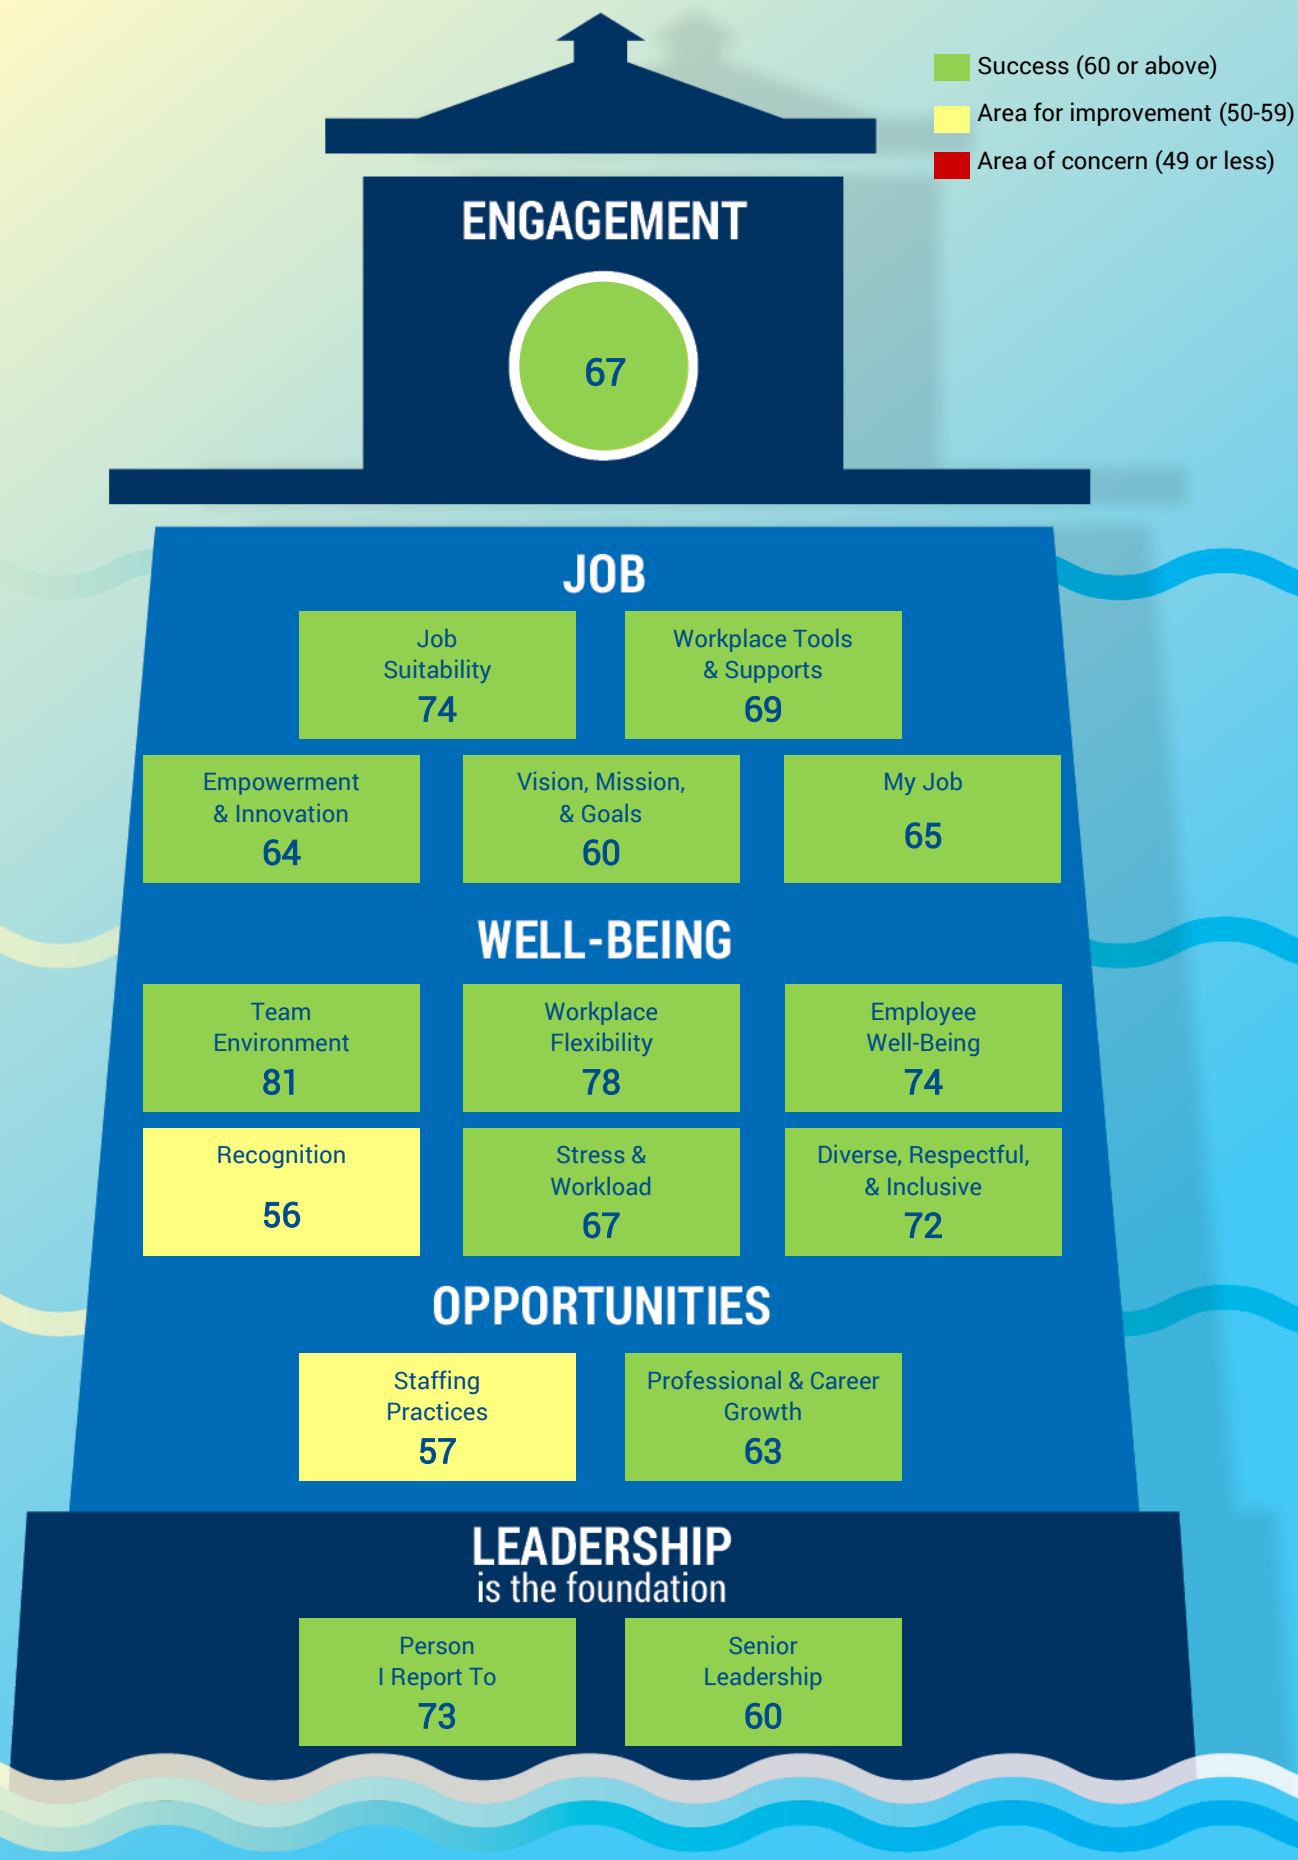 Success (60 or above)
Area for improvement (50-59)
Area of concern (49 or less)
ENGAGEMENT
67
JOB
Job
Suitability
74
Workplace Tools
& Supports
69
Empowerment
& Innovation
64
Vision, Mission,
& Goals
60
My Job
65
WELL-BEING
Team
Environment
81
Workplace
Flexibility
78
Employee
Well-Being
74
Recognition
56
Stress &
Workload
67
Diverse, Respectful,
& Inclusive
72
OPPORTUNITIES
Staffing
Practices
57
Professional & Career
Growth
63
LEADERSHIP
is the foundation
Person
I Report To
73
Senior
Leadership
60